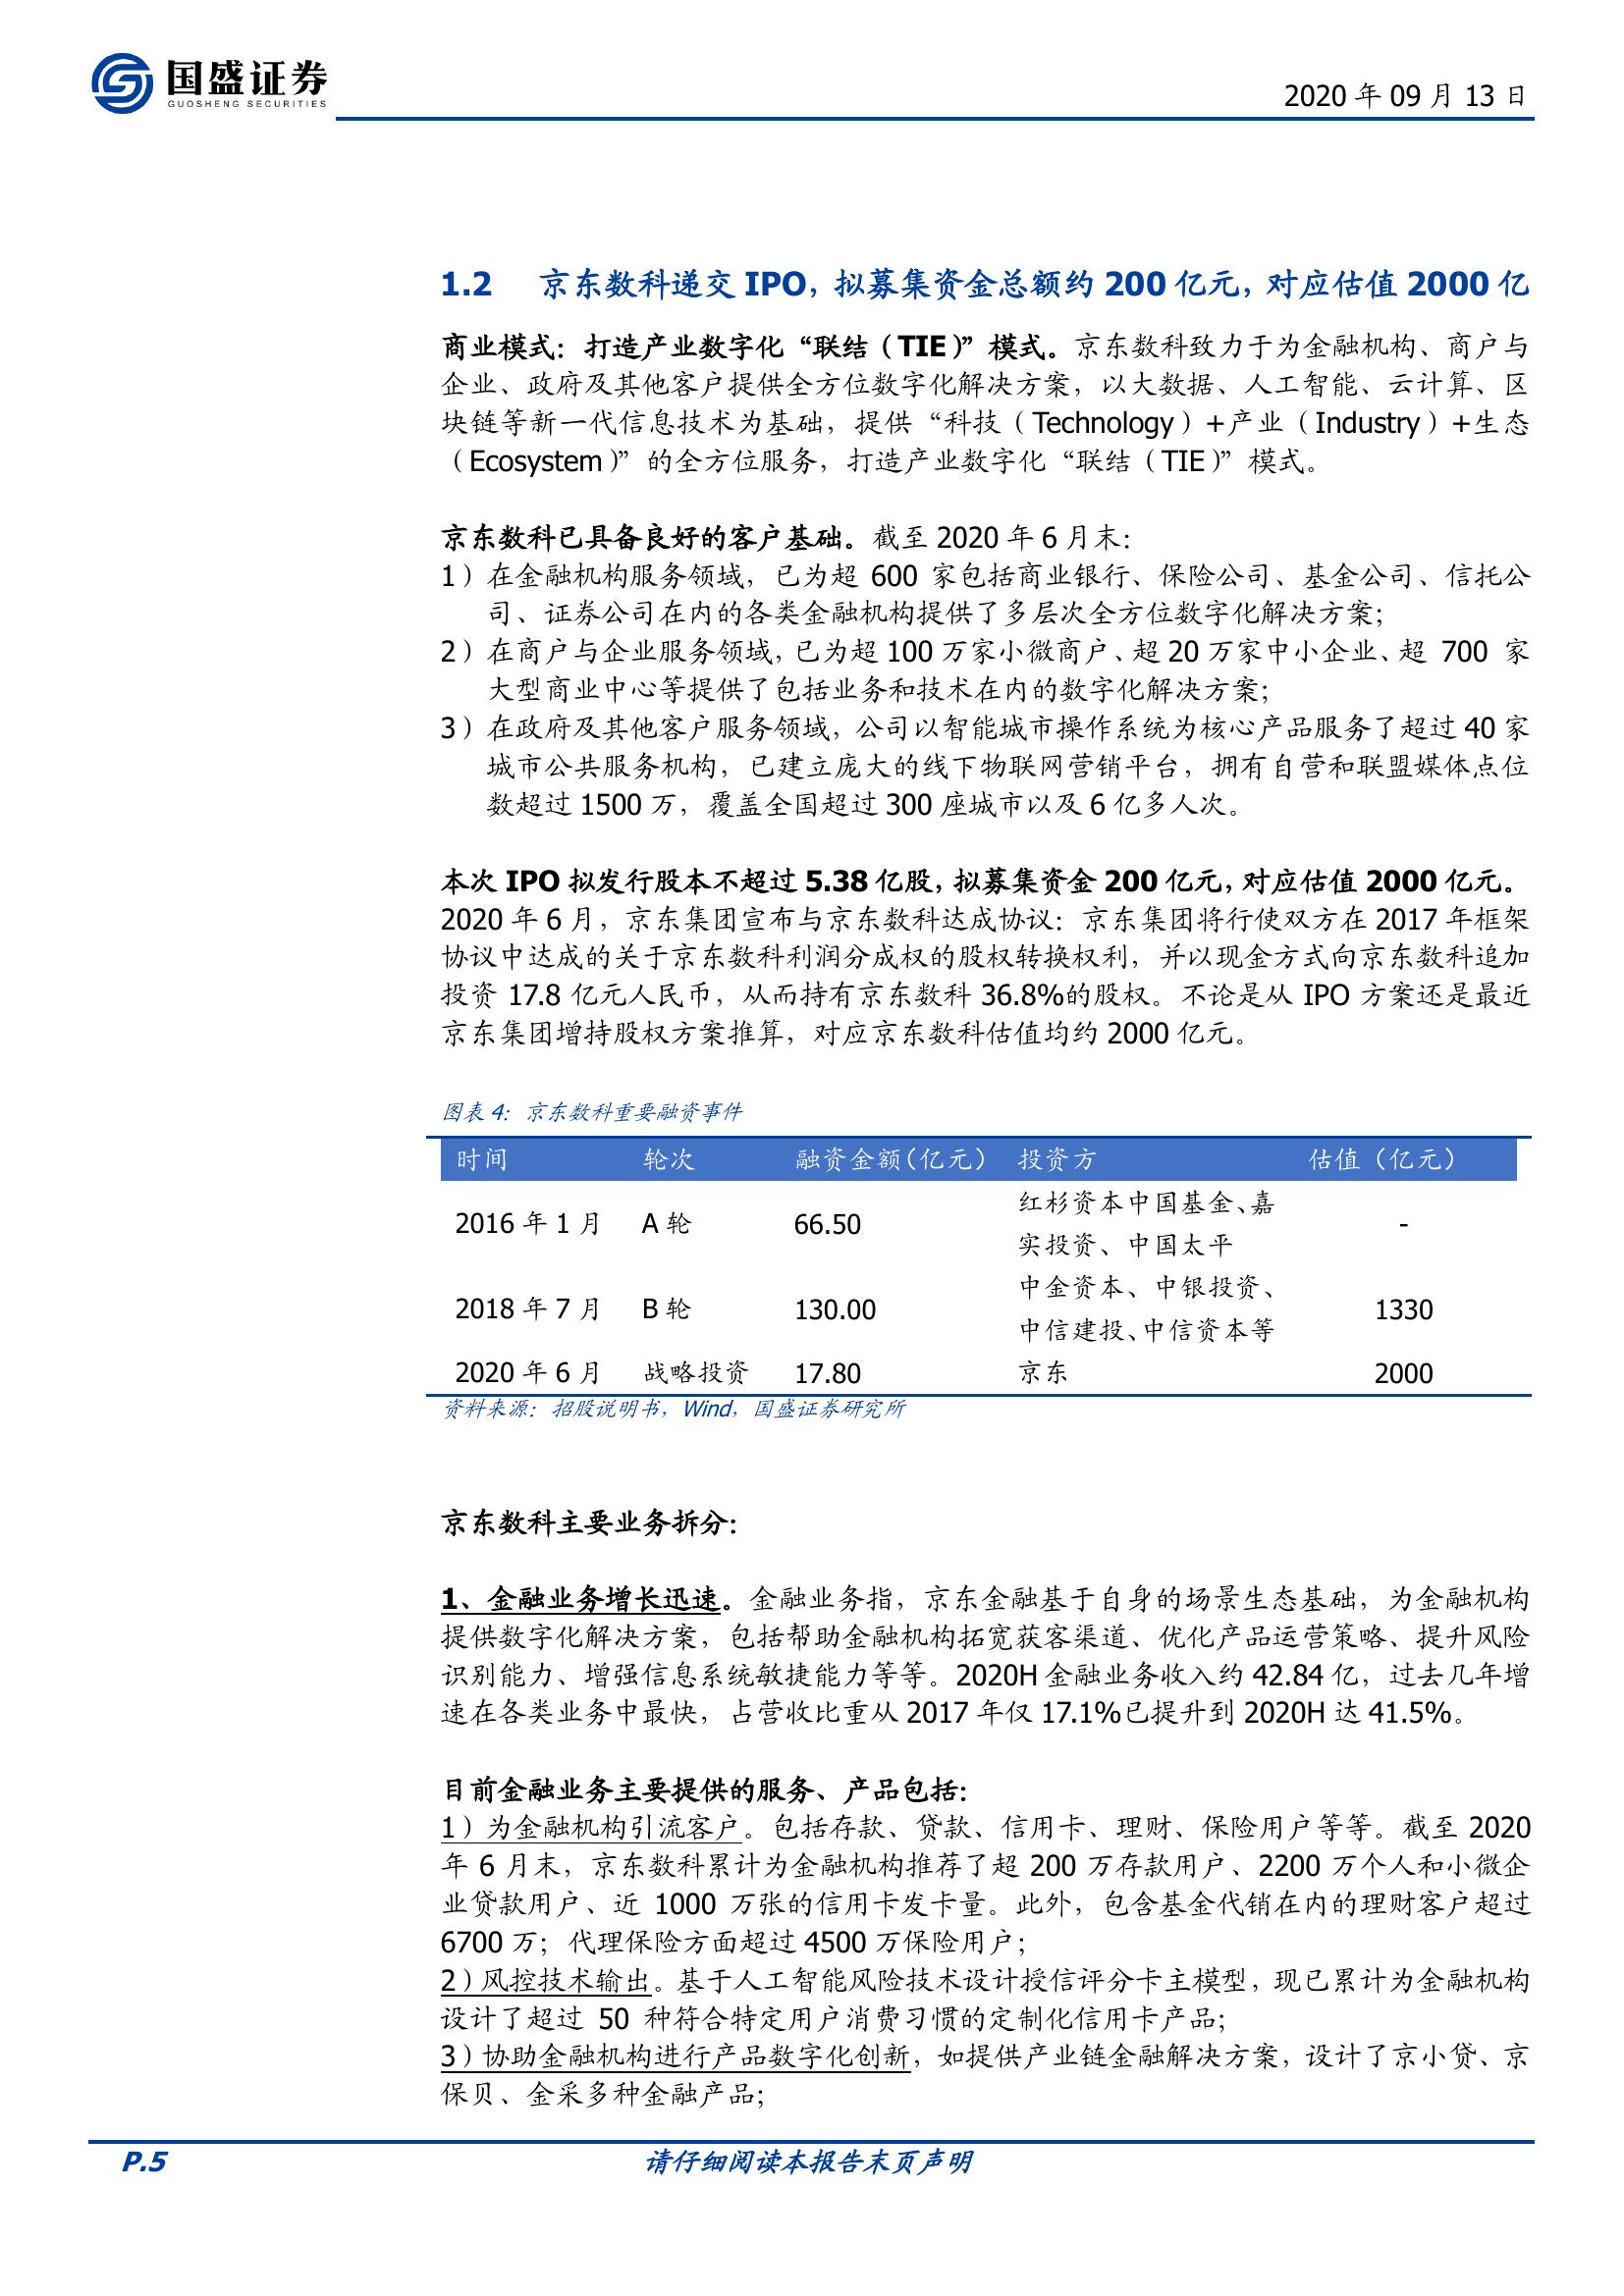 国盛证券
GUOSHENG SECURITIES
2020 年 09 月 13 日
1.2 京东数科递交 IPO，拟募集资金总额约 200 亿元，对应估值 2000 亿
商业模式：打造产业数字化“联结（TIE）”模式。京东数科致力于为金融机构、商户与
企业、政府及其他客户提供全方位数字化解决方案，以大数据、人工智能、云计算、区
块链等新一代信息技术为基础，提供“科技（Technology）+产业（Industry）+生态
（Ecosystem）”的全方位服务，打造产业数字化“联结（TIE）”模式。
京东数科已具备良好的客户基础。截至 2020 年 6 月末：
1）在金融机构服务领域，已为超 600 家包括商业银行、保险公司、基金公司、信托公
司、证券公司在内的各类金融机构提供了多层次全方位数字化解决方案；
2）在商户与企业服务领域，已为超 100 万家小微商户、超 20 万家中小企业、超 700 家
大型商业中心等提供了包括业务和技术在内的数字化解决方案；
3）在政府及其他客户服务领域，公司以智能城市操作系统为核心产品服务了超过 40 家
城市公共服务机构，已建立庞大的线下物联网营销平台，拥有自营和联盟媒体点位
数超过 1500 万，覆盖全国超过 300 座城市以及 6 亿多人次。
本次 IPO 拟发行股本不超过 5.38 亿股，拟募集资金 200 亿元，对应估值 2000 亿元。
2020 年 6 月，京东集团宣布与京东数科达成协议：京东集团将行使双方在 2017 年框架
协议中达成的关于京东数科利润分成权的股权转换权利，并以现金方式向京东数科追加
投资 17.8 亿元人民币，从而持有京东数科 36.8%的股权。不论是从 IPO 方案还是最近
京东集团增持股权方案推算，对应京东数科估值均约 2000 亿元。
图表 4：京东数科重要融资事件
时间 轮次 融资金额（亿元） 投资方 估值（亿元）
2016 年 1 月 A 轮 66.50 红杉资本中国基金、嘉
实投资、中国太平 -
2018 年 7 月 B 轮 130.00 中金资本、中银投资、
中信建投、中信资本等 1330
2020 年 6 月 战略投资 17.80 京东 2000
资料来源：招股说明书，Wind，国盛证券研究所
京东数科主要业务拆分：
1、金融业务增长迅速。金融业务指，京东金融基于自身的场景生态基础，为金融机构
提供数字化解决方案，包括帮助金融机构拓宽获客渠道、优化产品运营策略、提升风险
识别能力、增强信息系统敏捷能力等等。2020H 金融业务收入约 42.84 亿，过去几年增
速在各类业务中最快，占营收比重从 2017 年仅 17.1%已提升到 2020H 达 41.5%。
目前金融业务主要提供的服务、产品包括：
1）为金融机构引流客户。包括存款、贷款、信用卡、理财、保险用户等等。截至 2020
年 6 月末，京东数科累计为金融机构推荐了超 200 万存款用户、2200 万个人和小微企
业贷款用户、近 1000 万张的信用卡发卡量。此外，包含基金代销在内的理财客户超过
6700 万；代理保险方面超过 4500 万保险用户；
2）风控技术输出。基于人工智能风险技术设计授信评分卡主模型，现已累计为金融机构
设计了超过 50 种符合特定用户消费习惯的定制化信用卡产品；
3）协助金融机构进行产品数字化创新，如提供产业链金融解决方案，设计了京小贷、京
保贝、金采多种金融产品；
P.5 请仔细阅读本报告末页声明